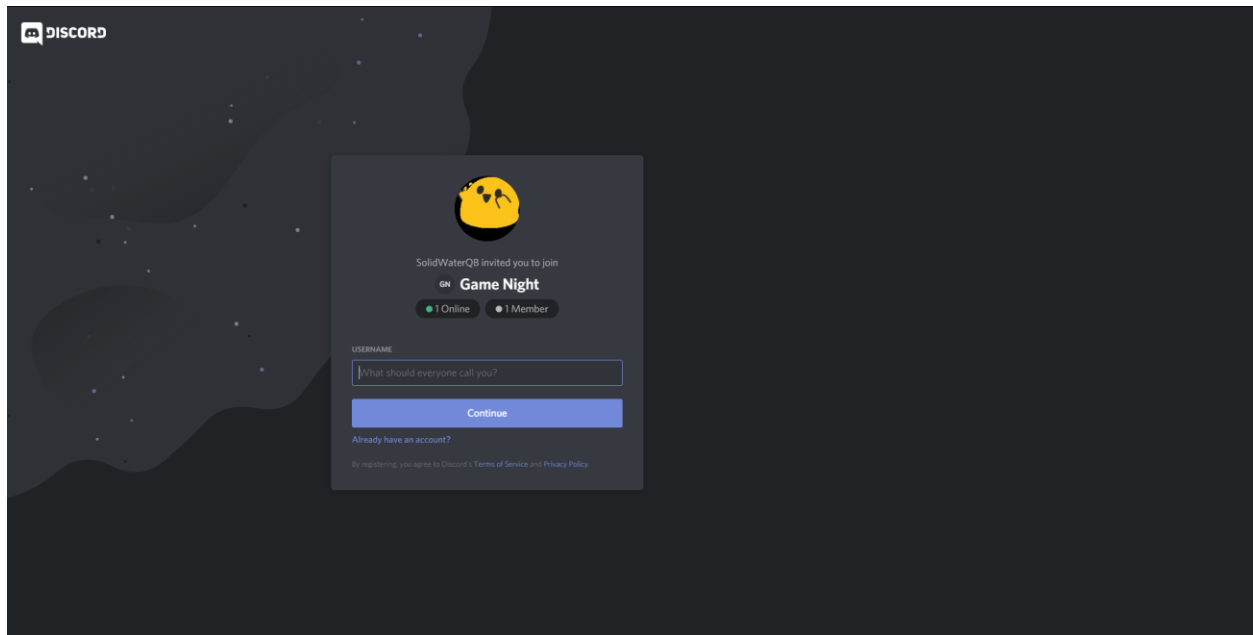 DISCORD
SolidWaterQB invited you to join
GN Game Night
1 Online 1 Member
USERNAME
What should everyone call you?
Continue
Already have an account?
By registering, you agree to Discord's Terms of Service and Privacy Policy